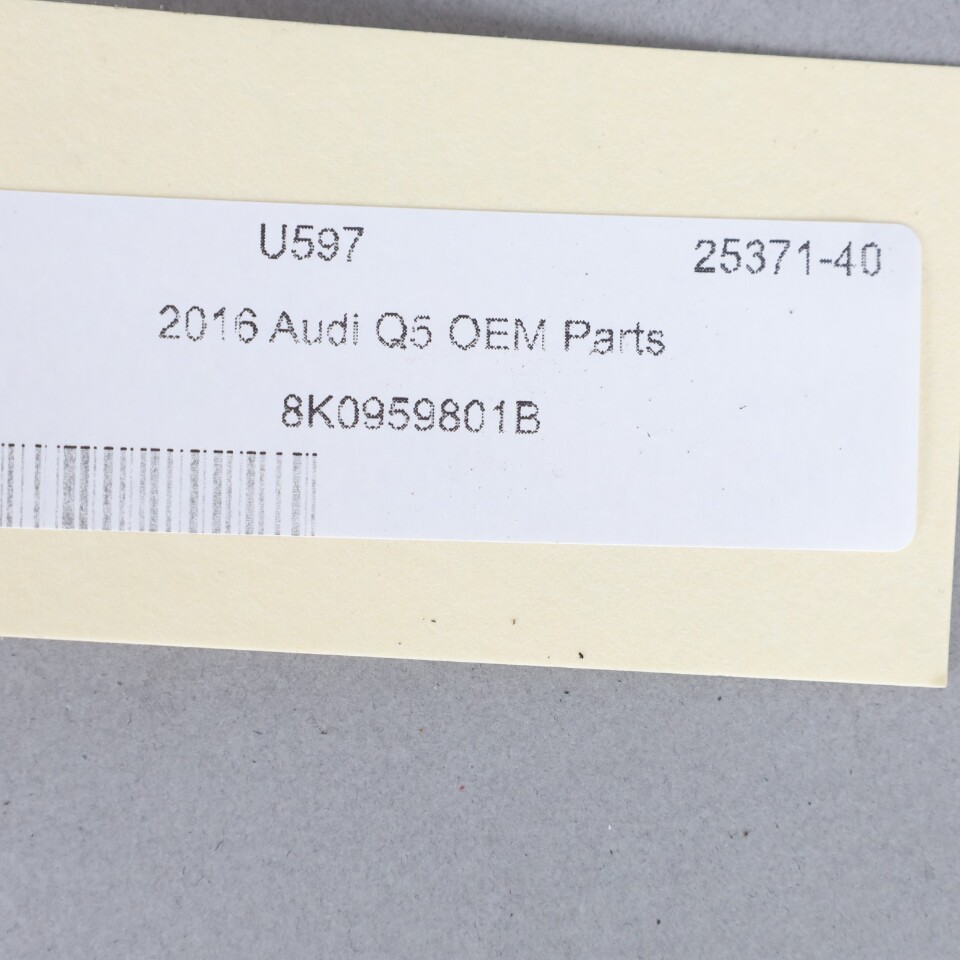 U597 25371-40
2016 Audi Q5 OEM Parts
8K0959801B